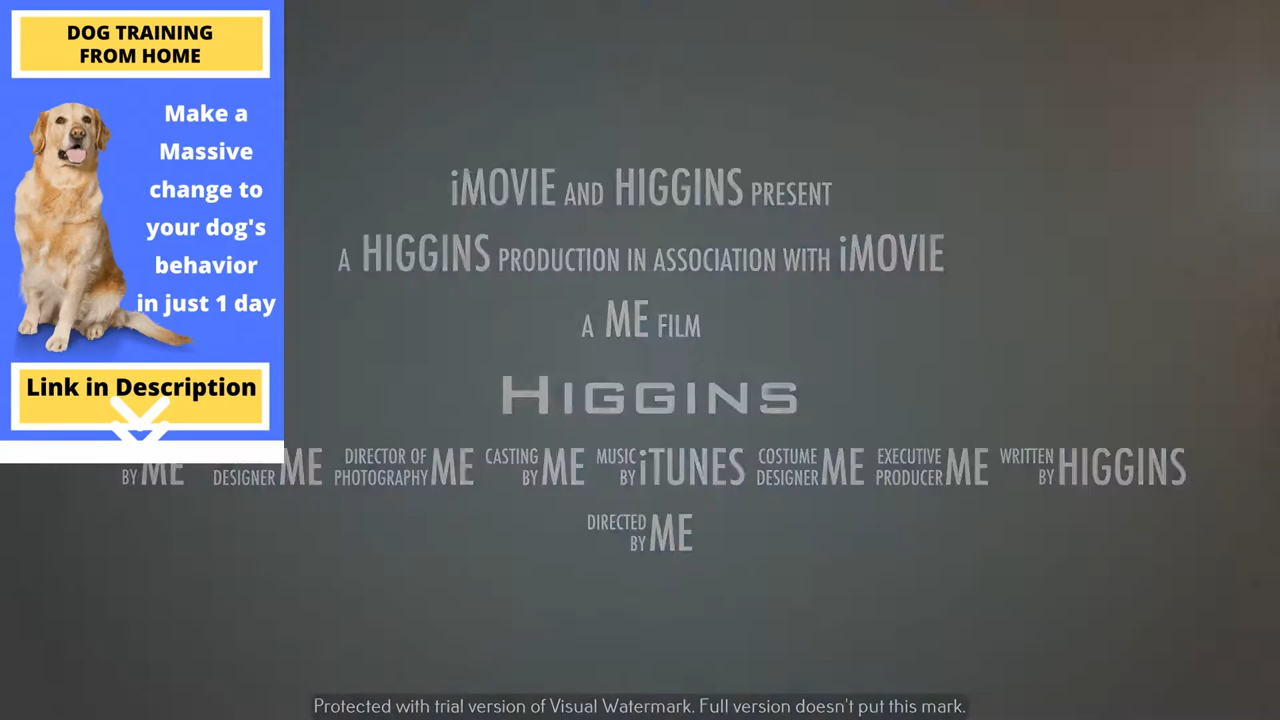 DOG TRAINING
FROM HOME
Make a
Massive
change to
your dog's
behavior
in just 1 day
Link in Description
iMOVIE AND HIGGINS PRESENT
A HIGGINS PRODUCTION IN ASSOCIATION WITH iMOVIE
A ME FILM
HIGGINS
BY ME DESIGNER ME DIRECTOR OF PHOTOGRAPHY ME CASTING BY ME MUSIC BY iTUNES COSTUME DESIGNER ME EXECUTIVE PRODUCER ME WRITTEN BY HIGGINS
DIRECTED BY ME
Protected with trial version of Visual Watermark. Full version doesn't put this mark.